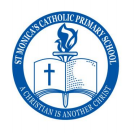 ST MONICA'S CATHOLIC PRIMARY SCHOOL
A CHRISTIAN IS ANOTHER CHRIST